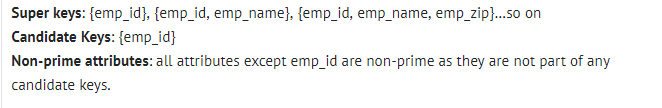 Super keys: {emp_id}, {emp_id, emp_name}, {emp_id, emp_name, emp_zip}...so on
Candidate Keys: {emp_id}
Non-prime attributes: all attributes except emp_id are non-prime as they are not part of any
candidate keys.